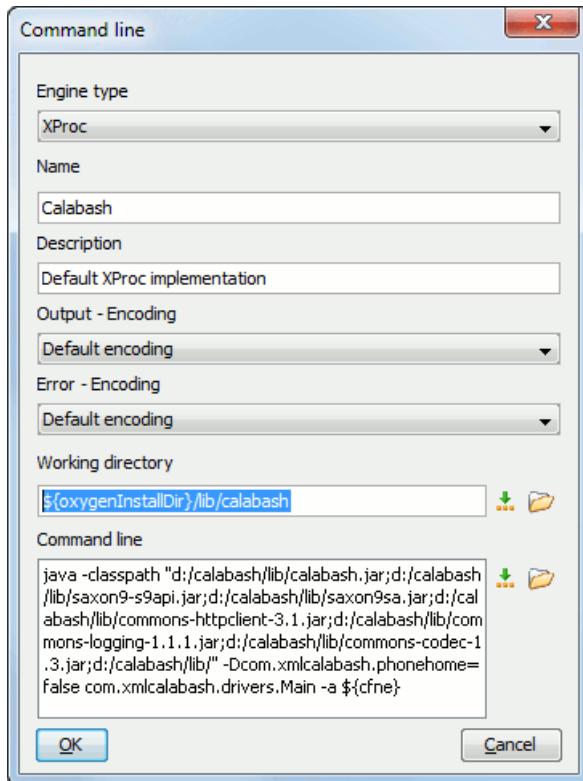 Command line
Engine type
XProc
Name
Calabash
Description
Default XProc implementation
Output - Encoding
Default encoding
Error - Encoding
Default encoding
Working directory
${oxygenInstallDir}/lib/calabash
Command line
java -classpath "d:/calabash/lib/calabash.jar;d:/calabash
/lib/saxon9-s9api.jar;d:/calabash/lib/saxon9sa.jar;d:/cal
abash/lib/commons-httpclient-3.1.jar;d:/calabash/lib/com
mons-logging-1.1.1.jar;d:/calabash/lib/commons-codec-1
.3.jar;d:/calabash/lib/" -Dcom.xmlcalabash.phonehome=
false com.xmlcalabash.drivers.Main -a ${cfne}
OK Cancel